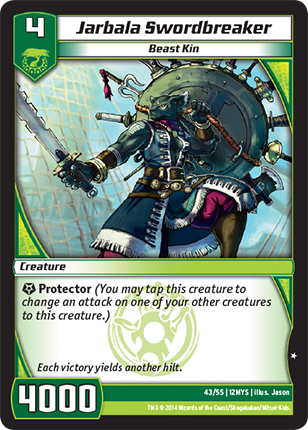 4
Jarbala Swordbreaker
Beast Kin
Creature
Protector (You may tap this creature to
change an attack on one of your other creatures
to this creature.)
Each victory yields another hilt.
4000
43/55 | 12MYS | illus. Jason
TM & © 2014 Wizards of the Coast/Shogakukan/Mitsui-Kids.